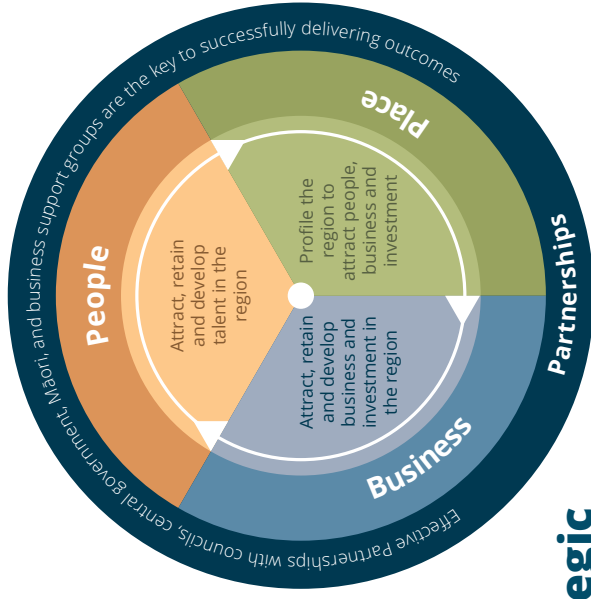 Effective Partnerships with councils, central government, Māori, and business support groups are the key to successfully delivering outcomes
People
Attract, retain
and develop
talent in the
region
Place
Profile the
region to
attract people,
business and
investment
Business
Attract, retain
and develop
business and
investment in
the region
Partnerships
egic